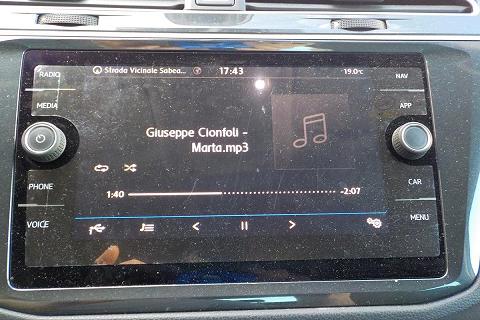 RADIO
Strada Vicinale Sabea... 17:43 19.0°C
NAV
MEDIA
APP
Giuseppe Cionfoli -
Marta.mp3
PHONE
CAR
1:40 -2:07
VOICE
MENU